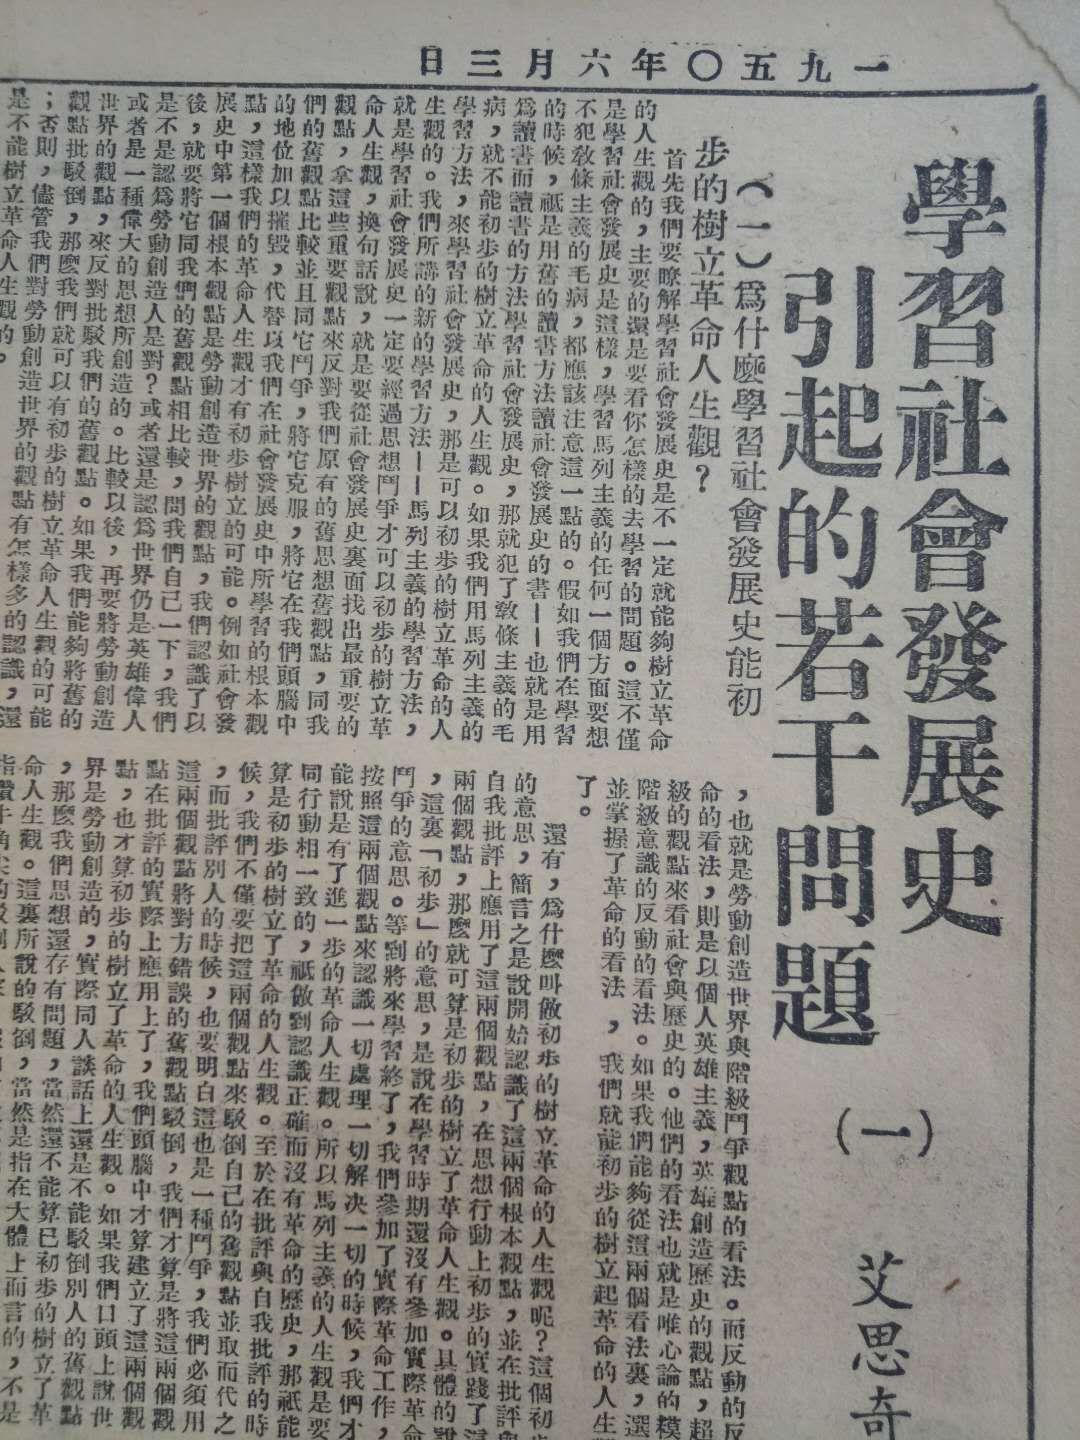 一九五〇年六月三日
學習社會發展史
引起的若干問題
（一）
艾思奇
（一）爲什麼學習社會發展史能初
步的樹立革命人生觀？
首先我們要瞭解學習社會發展史是不一定就能夠樹立革命
的人生觀的，主要的還是要看你怎樣的去學習的問題。這不僅
是學習社會發展史是這樣，學習馬列主義的任何一個方面要想
不犯敎條主義的毛病，都應該注意這一點的。假如我們在學習
的時候，祗是用舊的讀書方法讀社會發展史的書——也就是用
爲讀書而讀書的方法學習社會發展史，那就犯了敎條主義的毛
病，就不能初步的樹立革命的人生觀。如果我們用馬列主義的
學習方法，來學習社會發展史，那是可以初步的樹立革命的人
生觀的。我們所講的新的學習方法——馬列主義的學習方法，
就是學習社會發展史一定要經過思想鬥爭才可以初步的樹立革
命人生觀，換句話說，就是要從社會發展史裏面找出最重要的
觀點，拿這些重要觀點來反對我們原有的舊思想舊觀點，同我
們的舊觀點比較並且同它鬥爭，將它克服，將它在我們頭腦中
的地位加以摧毀，代替以我們在社會發展史中所學習的根本觀
點，這樣我們的革命人生觀才有初步樹立的可能。例如社會發
展史中第一個根本觀點是勞動創造世界的觀點，我們認識了以
後，就要將它同我們的舊觀點相比較，問我們自己一下，我們
是不是認爲勞動創造人是對？或者還是認爲世界仍是英雄偉人
或者是一種偉大的思想所創造的。比較以後，再要將勞動創造
世界的觀點，來反對批駁我們的舊觀點。如果我們能夠將舊的
觀點批駁倒，那麼我們就可以有初步的樹立革命人生觀的可能
；否則，儘管我們對勞動創造世界的觀點有怎樣多的認識，還
是不能樹立革命人生觀的。
，也就是勞動創造世界與階級鬥爭觀點的看法。而反動的反
命的看法，則是以個人英雄主義，英雄創造歷史的觀點，超
級的觀點來看社會與歷史的。他們的看法也就是唯心論的糢
階級意識的反動的看法。如果我們能夠從這兩個看法裏，選
並掌握了革命的看法，我們就能初步的樹立起革命的人生
了。
還有，爲什麼叫做初步的樹立革命的人生觀呢？這個初步
的意思，簡言之是說開始認識了這兩個根本觀點，並在批評與
自我批評上應用了這兩個觀點，在思想行動上初步的實踐了這
兩個觀點，那麼就可算是初步的樹立了革命人生觀。具體的說
，這裏「初步」的意思，是說在學習時期還沒有參加實際革命
鬥爭的意思。等到將來學習終了，我們參加了實際革命工作，
按照這兩個觀點來認識一切處理一切解決一切的時候，我們才
能說是有了進一步的革命人生觀。所以馬列主義的人生觀是要
同行動相一致的，祗做到認識正確而沒有革命的歷史，那祗能
算是初步的樹立了革命的人生觀。至於在批評與自我批評的時
候，我們不僅要把這兩個觀點來駁倒自己的舊觀點並取而代之
，而批評別人的時候，也要明白這也是一種鬥爭，我們必須用
這兩個觀點將對方錯誤的舊觀點駁倒，我們才算是將這兩個觀
點在批評的實際上應用上了，我們頭腦中才算建立了這兩個觀
點，也才算初步的樹立了革命的人生觀。如果我們口頭上說世
界是勞動創造的，實際同人談話上還是不能駁倒別人的舊觀點
，那麼我們思想還存有問題，當然還不能算已初步的樹立了革
命人生觀。這裏所說的駁倒，當然是指在大體上而言的，不是
指鑽牛角尖的駁倒